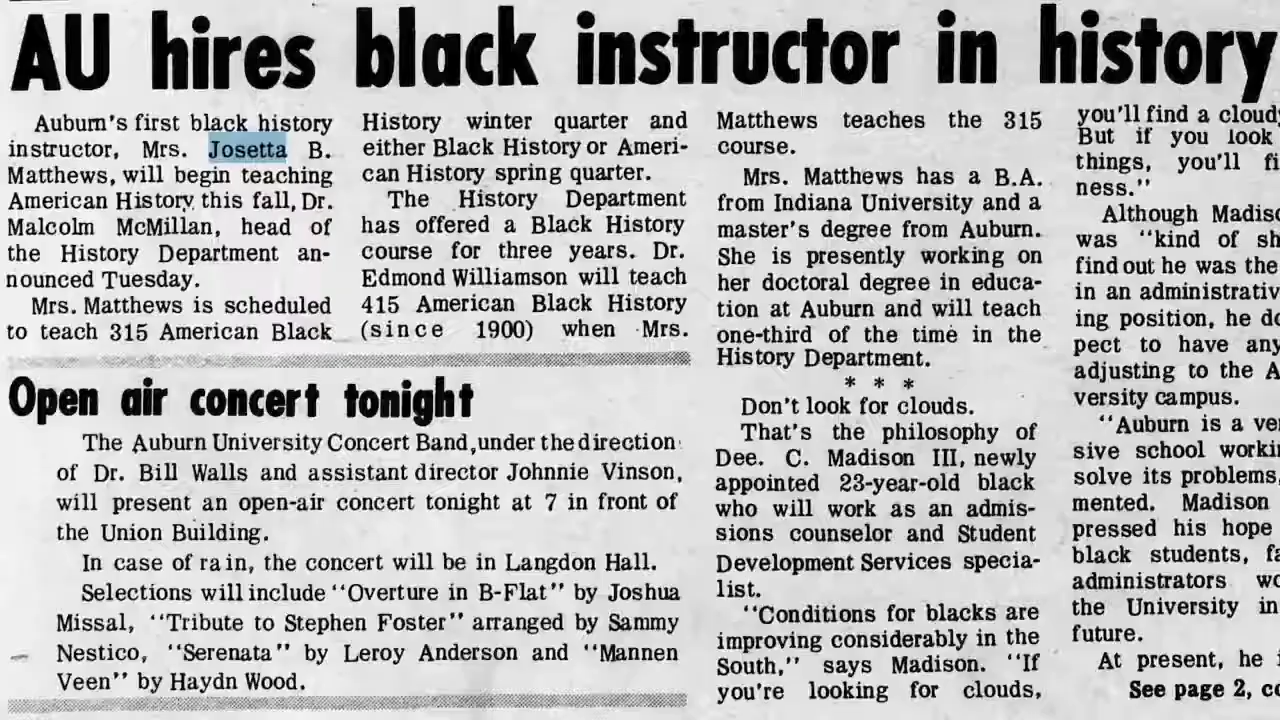 AU hires black instructor in history
Auburn's first black history
instructor, Mrs. Josetta B.
Matthews, will begin teaching
American History this fall, Dr.
Malcolm McMillan, head of
the History Department an-
nounced Tuesday.
Mrs. Matthews is scheduled
to teach 315 American Black
History winter quarter and
either Black History or Ameri-
can History spring quarter.
The History Department
has offered a Black History
course for three years. Dr.
Edmond Williamson will teach
415 American Black History
(since 1900) when Mrs.
Matthews teaches the 315
course.
Mrs. Matthews has a B.A.
from Indiana University and a
master's degree from Auburn.
She is presently working on
her doctoral degree in educa-
tion at Auburn and will teach
one-third of the time in the
History Department.
* * *
Don't look for clouds.
That's the philosophy of
Dee. C. Madison III, newly
appointed 23-year-old black
who will work as an admis-
sions counselor and Student
Development Services specia-
list.
"Conditions for blacks are
improving considerably in the
South," says Madison. "If
you're looking for clouds,
you'll find a cloudy
But if you look
things, you'll fi
ness."
Although Madiso
was "kind of sh
find out he was the
in an administrativ
ing position, he do
pect to have any
adjusting to the A
versity campus.
"Auburn is a ver
sive school workin
solve its problems,
mented. Madison
pressed his hope
black students, fa
administrators wo
the University in
future.
At present, he i
See page 2, co
Open air concert tonight
The Auburn University Concert Band, under the direction
of Dr. Bill Walls and assistant director Johnnie Vinson,
will present an open-air concert tonight at 7 in front of
the Union Building.
In case of rain, the concert will be in Langdon Hall.
Selections will include "Overture in B-Flat" by Joshua
Missal, "Tribute to Stephen Foster" arranged by Sammy
Nestico, "Serenata" by Leroy Anderson and "Mannen
Veen" by Haydn Wood.